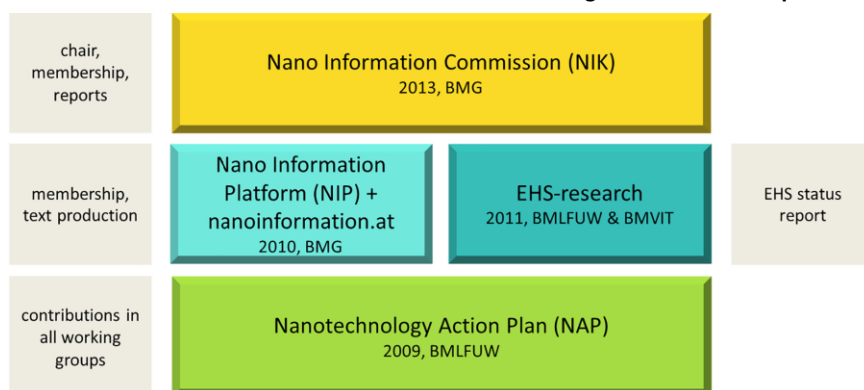 chair,
membership,
reports
Nano Information Commission (NIK)
2013, BMG
membership,
text production
Nano Information
Platform (NIP) +
nanoinformation.at
2010, BMG
EHS-research
2011, BMLFUW & BMVIT
EHS status
report
contributions in
all working
groups
Nanotechnology Action Plan (NAP)
2009, BMLFUW